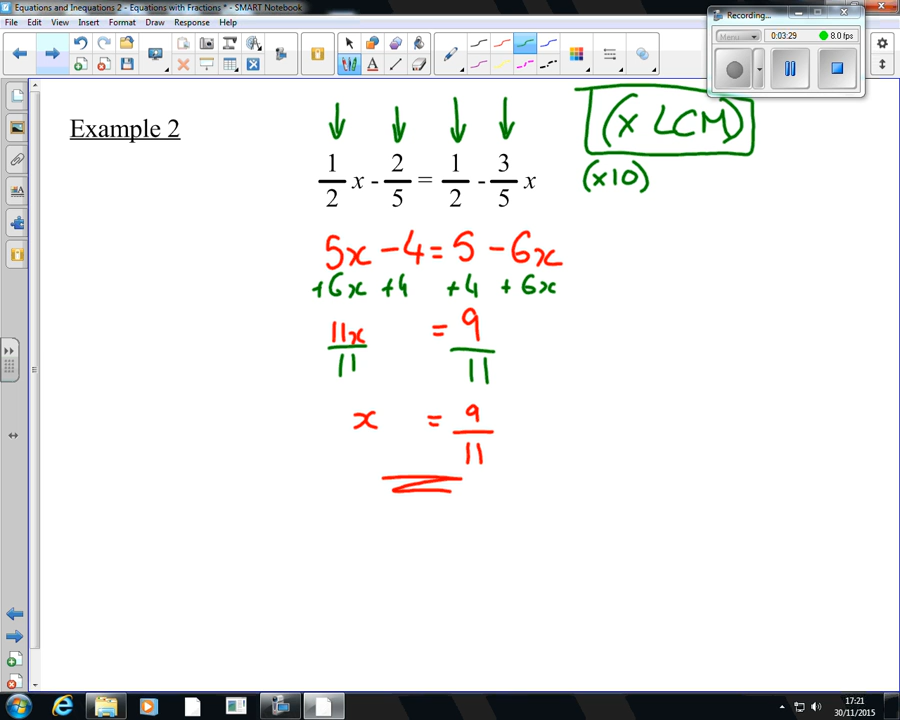 Equations and Inequations 2 - Equations with Fractions * - SMART Notebook
File Edit View Insert Format Draw Response Help
Recording...
Menu
03:29
8.0 fps
Example 2
(x LCM)
1/2 x - 2/5 = 1/2 - 3/5 x
(x10)
5x - 4 = 5 - 6x
+6x +4 +4 +6x
11x/11 = 9/11
x = 9/11
17:21
30/11/2015